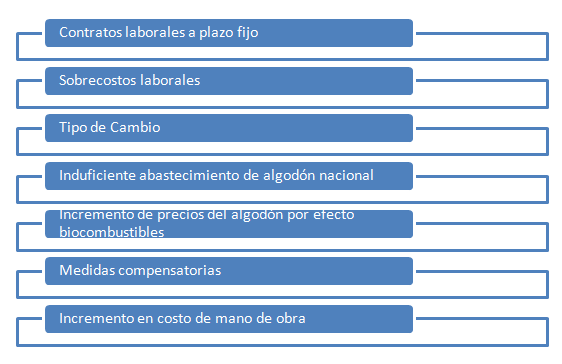 Contratos laborales a plazo fijo
Sobrecostos laborales
Tipo de Cambio
Induficiente abastecimiento de algodón nacional
Incremento de precios del algodón por efecto
biocombustibles
Medidas compensatorias
Incremento en costo de mano de obra